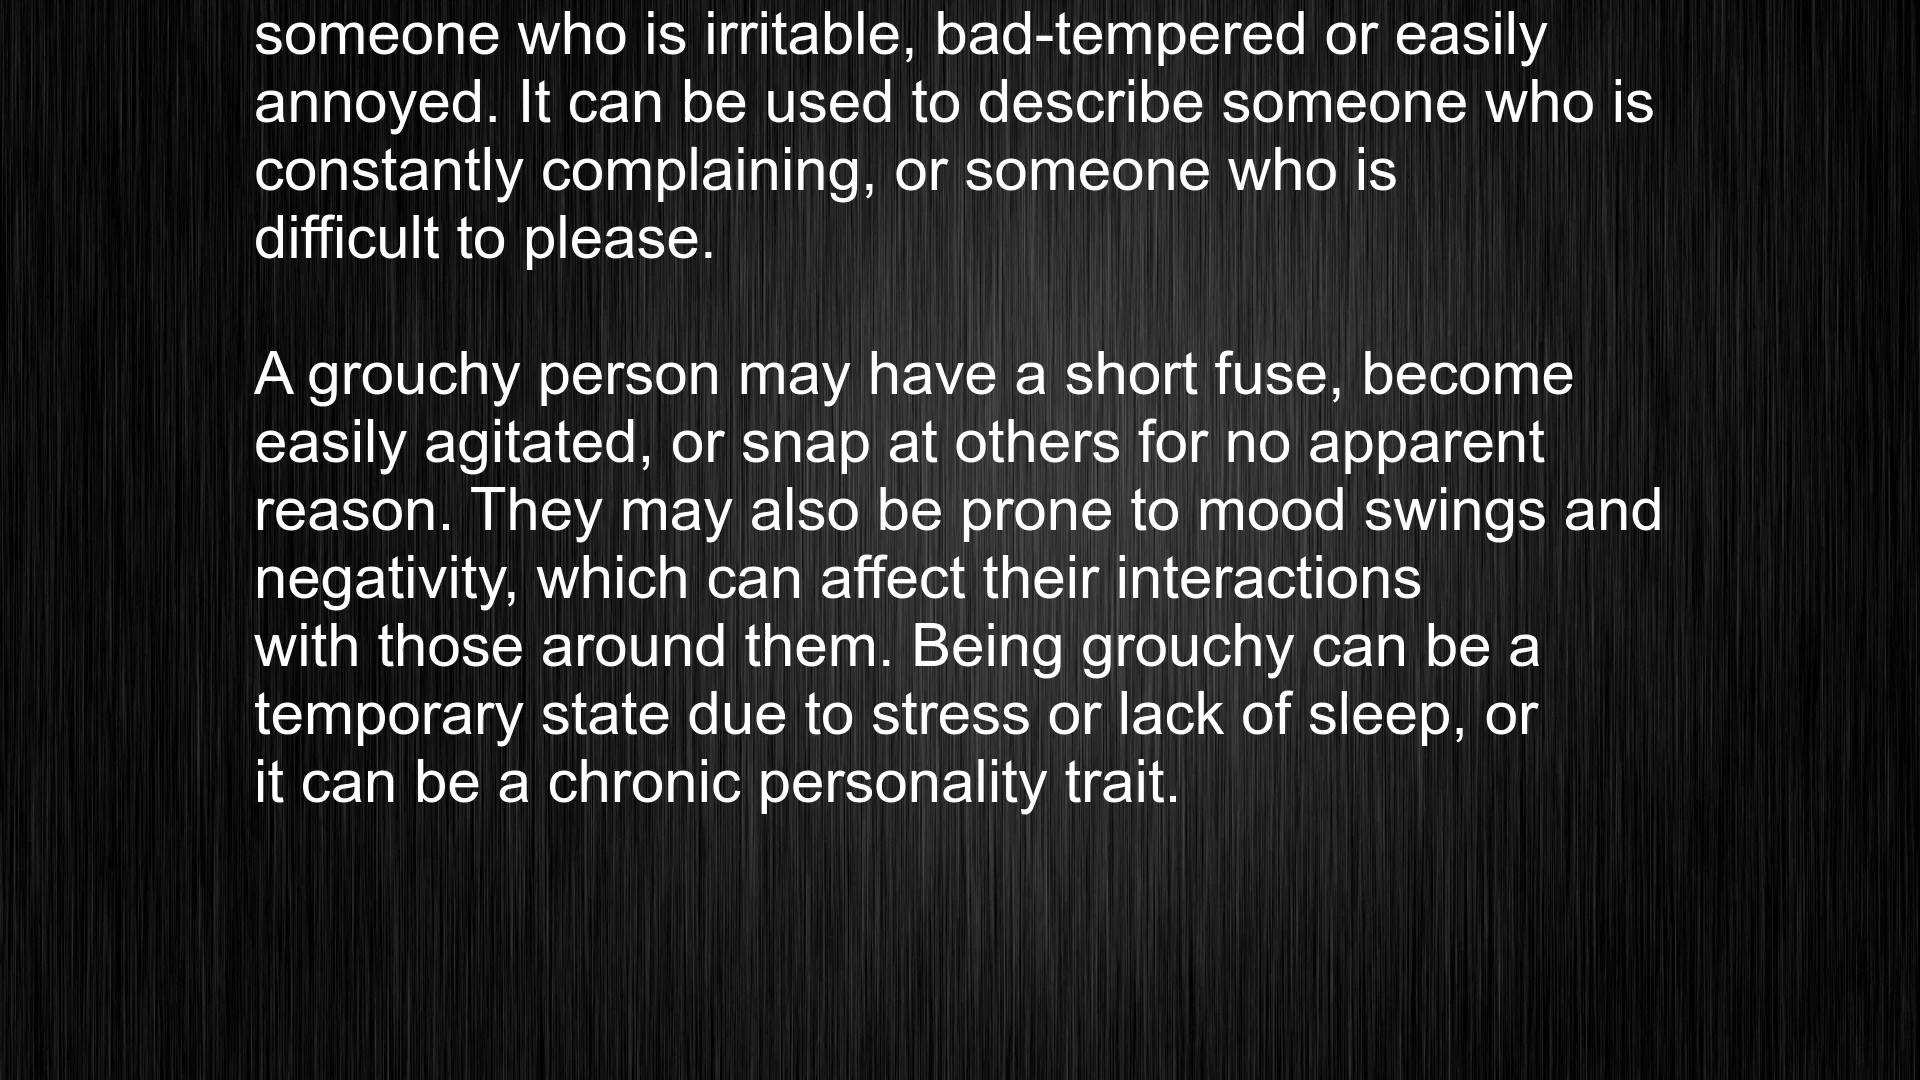 someone who is irritable, bad-tempered or easily
annoyed. It can be used to describe someone who is
constantly complaining, or someone who is
difficult to please.
A grouchy person may have a short fuse, become
easily agitated, or snap at others for no apparent
reason. They may also be prone to mood swings and
negativity, which can affect their interactions
with those around them. Being grouchy can be a
temporary state due to stress or lack of sleep, or
it can be a chronic personality trait.